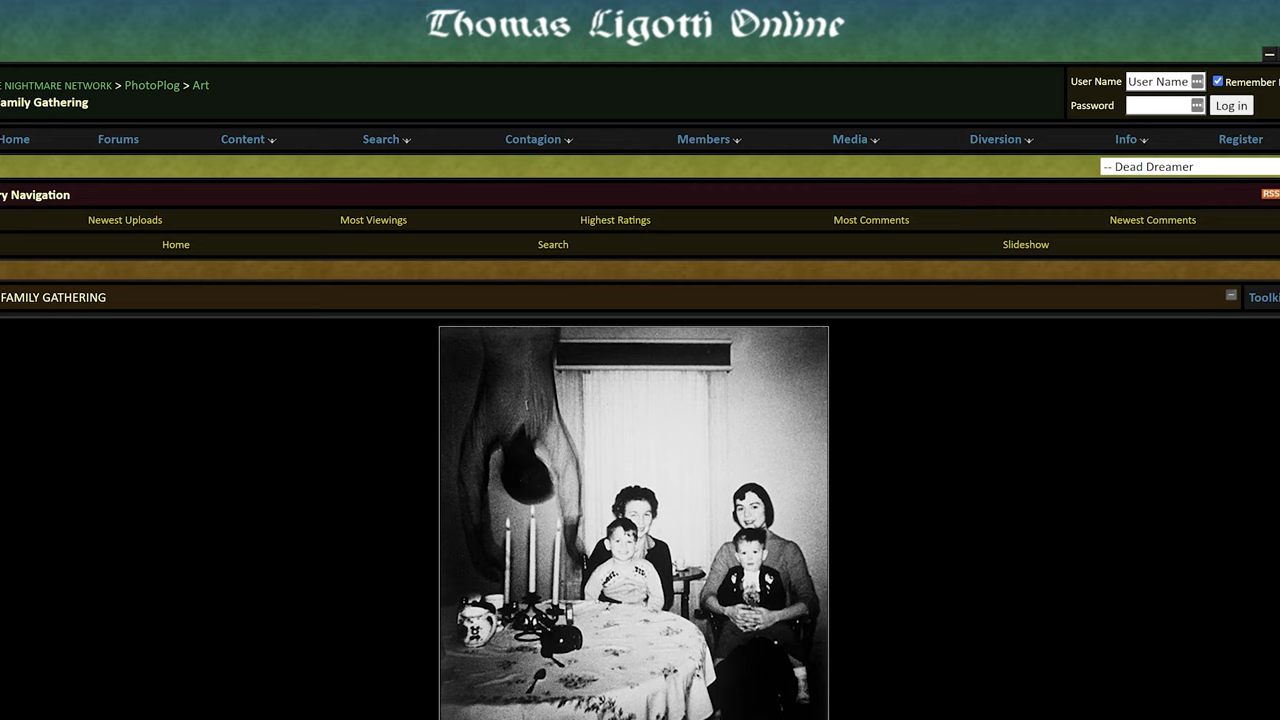 Thomas Ligotti Online
E NIGHTMARE NETWORK > PhotoPlog > Art
amily Gathering
User Name User Name Remember
Password Log in
Home Forums Content Search Contagion Members Media Diversion Info Register
-- Dead Dreamer
ry Navigation RSS
Newest Uploads Most Viewings Highest Ratings Most Comments Newest Comments
Home Search Slideshow
FAMILY GATHERING Toolki